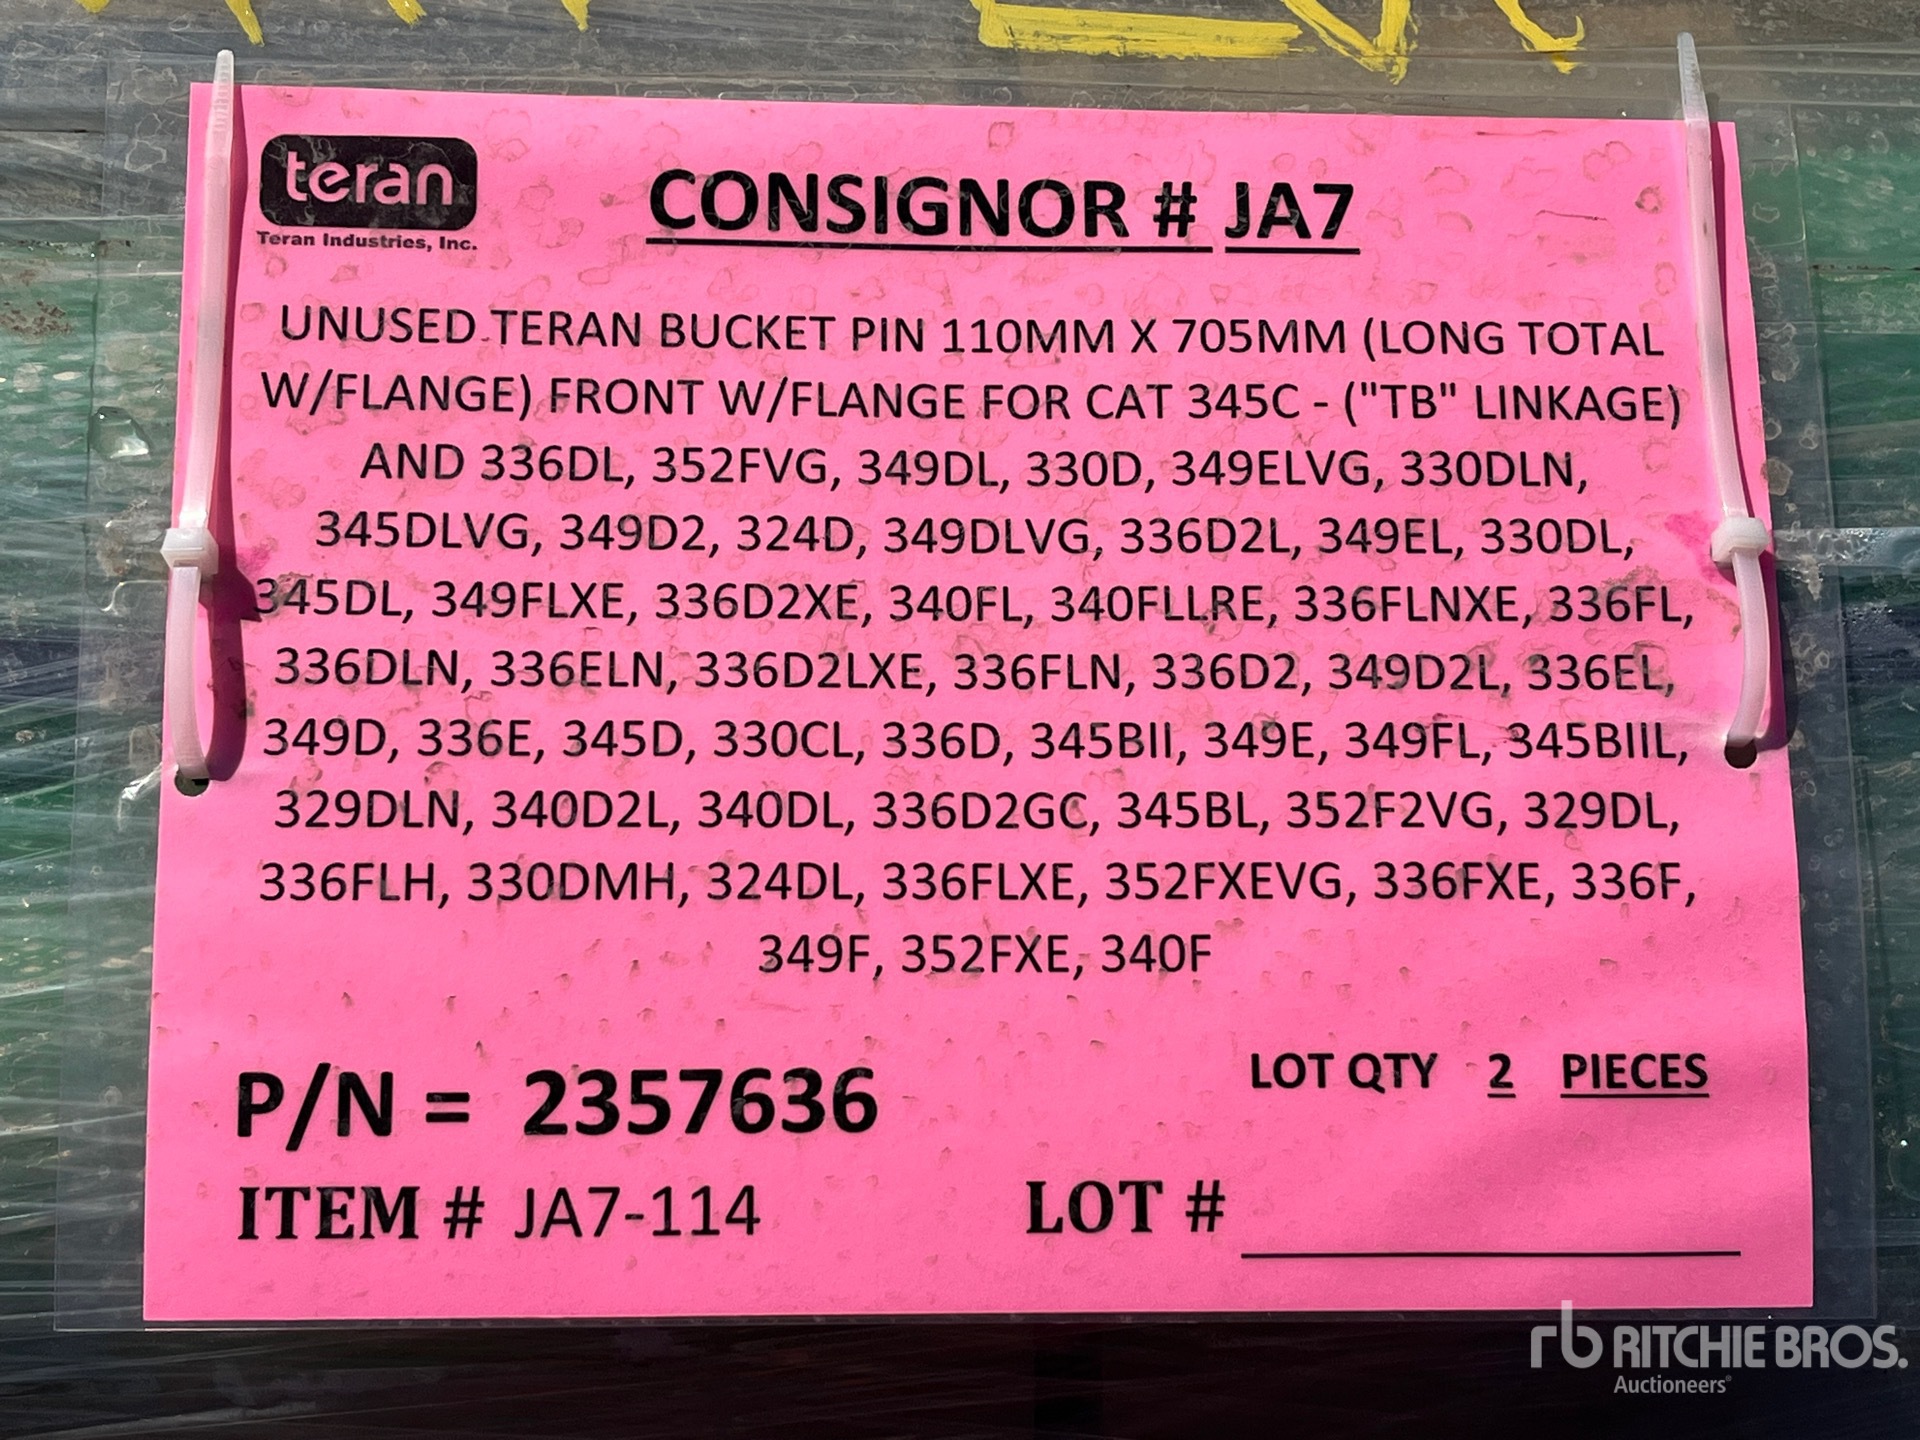 teran
Teran Industries, Inc.
CONSIGNOR # JA7
UNUSED TERAN BUCKET PIN 110MM X 705MM (LONG TOTAL
W/FLANGE) FRONT W/FLANGE FOR CAT 345C - ("TB" LINKAGE)
AND 336DL, 352FVG, 349DL, 330D, 349ELVG, 330DLN,
345DLVG, 349D2, 324D, 349DLVG, 336D2L, 349EL, 330DL,
345DL, 349FLXE, 336D2XE, 340FL, 340FLLRE, 336FLNXE, 336FL,
336DLN, 336ELN, 336D2LXE, 336FLN, 336D2, 349D2L, 336EL,
349D, 336E, 345D, 330CL, 336D, 345BII, 349E, 349FL, 345BIIL,
329DLN, 340D2L, 340DL, 336D2GC, 345BL, 352F2VG, 329DL,
336FLH, 330DMH, 324DL, 336FLXE, 352FXEVG, 336FXE, 336F,
349F, 352FXE, 340F
P/N = 2357636
LOT QTY 2 PIECES
ITEM # JA7-114
LOT #
rb RITCHIE BROS.
Auctioneers